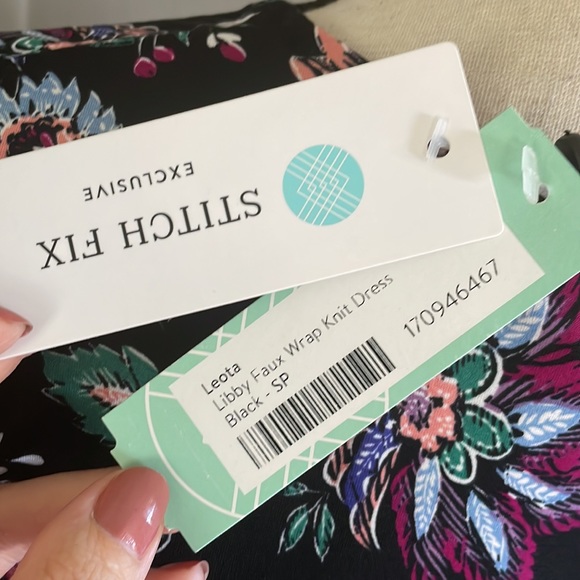 STITCH FIX
EXCLUSIVE
Leota
Libby Faux Wrap Knit Dress
Black - SP
170946467